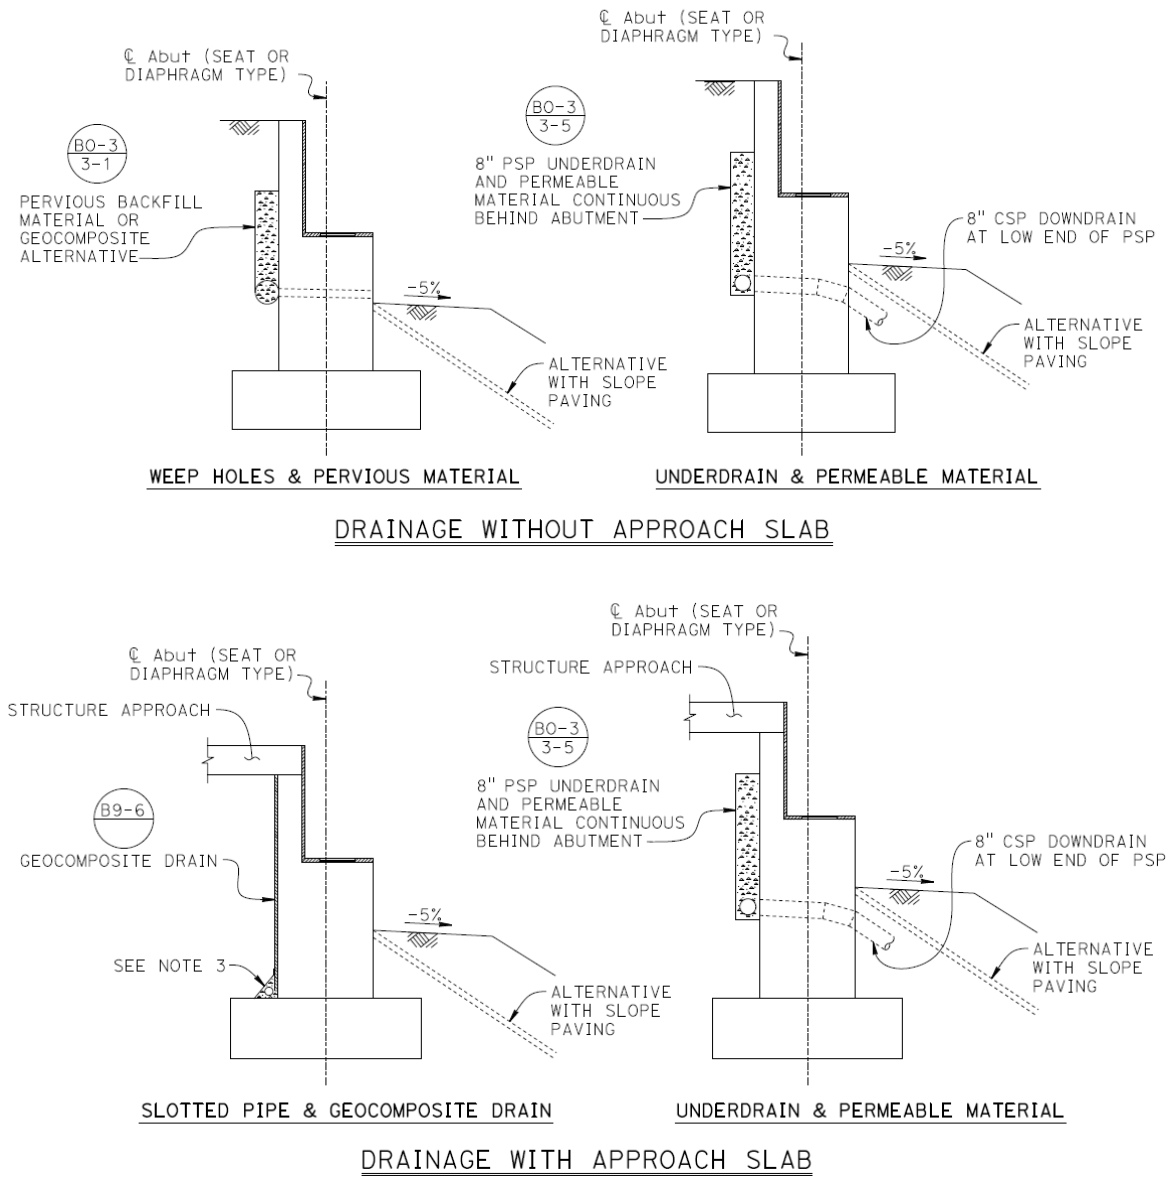 ℄ Abut (SEAT OR
DIAPHRAGM TYPE)
B0-3
3-1
PERVIOUS BACKFILL
MATERIAL OR
GEOCOMPOSITE
ALTERNATIVE
-5%
ALTERNATIVE
WITH SLOPE
PAVING
WEEP HOLES & PERVIOUS MATERIAL
℄ Abut (SEAT OR
DIAPHRAGM TYPE)
B0-3
3-5
8" PSP UNDERDRAIN
AND PERMEABLE
MATERIAL CONTINUOUS
BEHIND ABUTMENT
8" CSP DOWNDRAIN
AT LOW END OF PSP
-5%
ALTERNATIVE
WITH SLOPE
PAVING
UNDERDRAIN & PERMEABLE MATERIAL
DRAINAGE WITHOUT APPROACH SLAB
℄ Abut (SEAT OR
DIAPHRAGM TYPE)
STRUCTURE APPROACH
B9-6
GEOCOMPOSITE DRAIN
-5%
SEE NOTE 3
ALTERNATIVE
WITH SLOPE
PAVING
SLOTTED PIPE & GEOCOMPOSITE DRAIN
℄ Abut (SEAT OR
DIAPHRAGM TYPE)
STRUCTURE APPROACH
B0-3
3-5
8" PSP UNDERDRAIN
AND PERMEABLE
MATERIAL CONTINUOUS
BEHIND ABUTMENT
8" CSP DOWNDRAIN
AT LOW END OF PSP
-5%
ALTERNATIVE
WITH SLOPE
PAVING
UNDERDRAIN & PERMEABLE MATERIAL
DRAINAGE WITH APPROACH SLAB